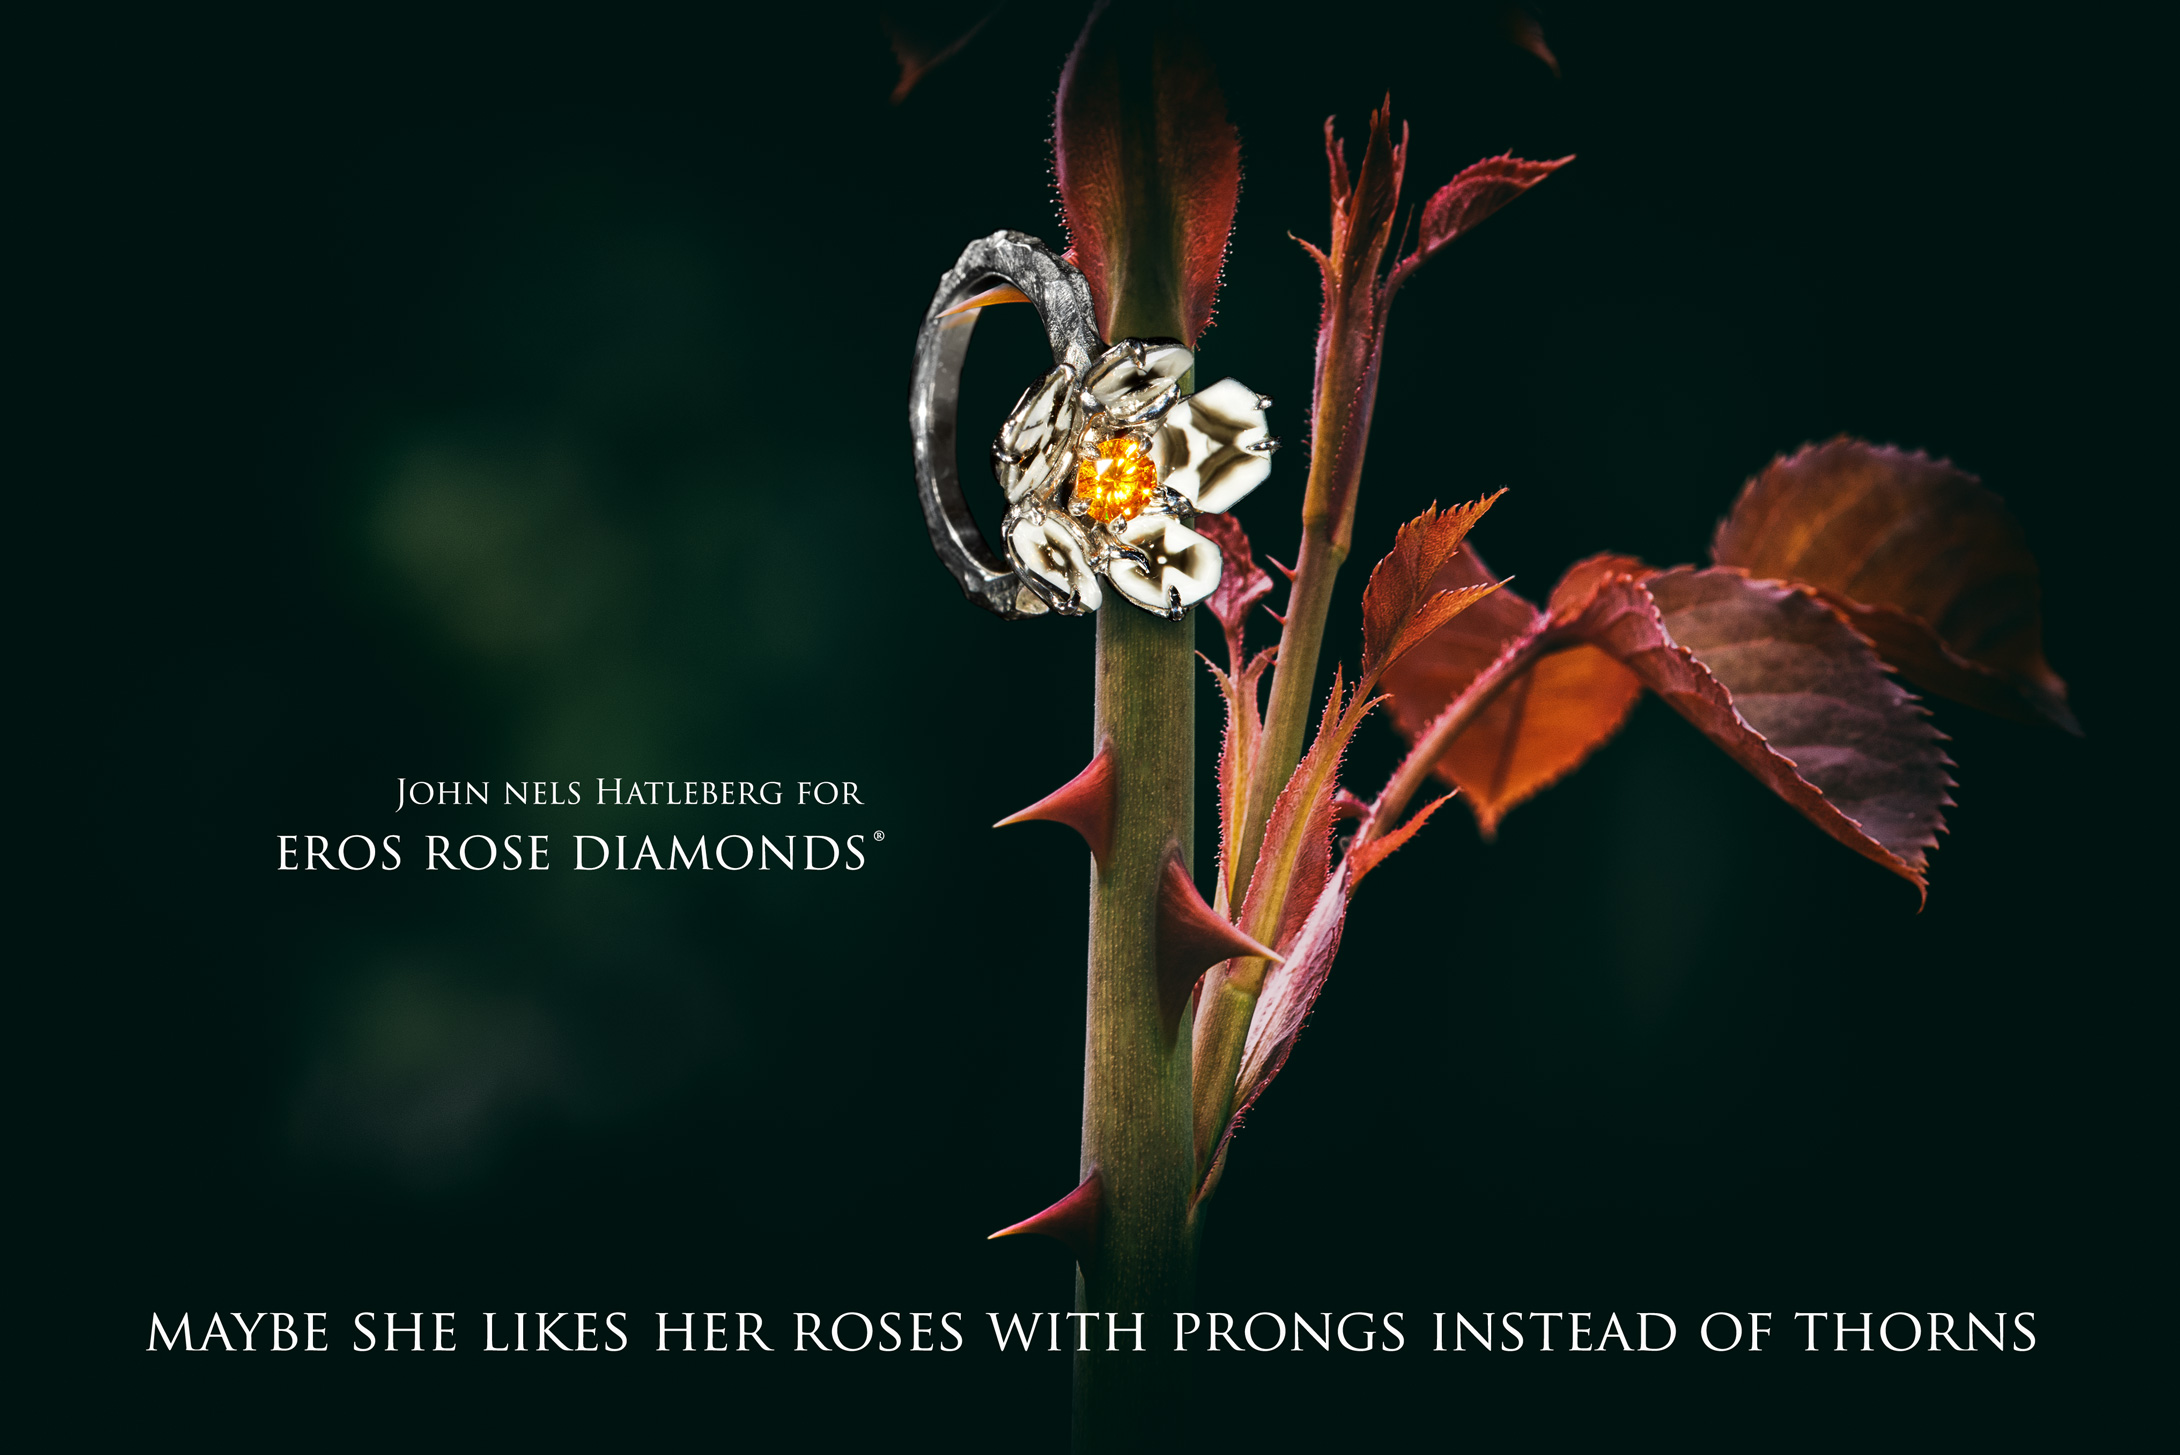 John nels Hatleberg for
EROS ROSE DIAMONDS®
MAYBE SHE LIKES HER ROSES WITH PRONGS INSTEAD OF THORNS